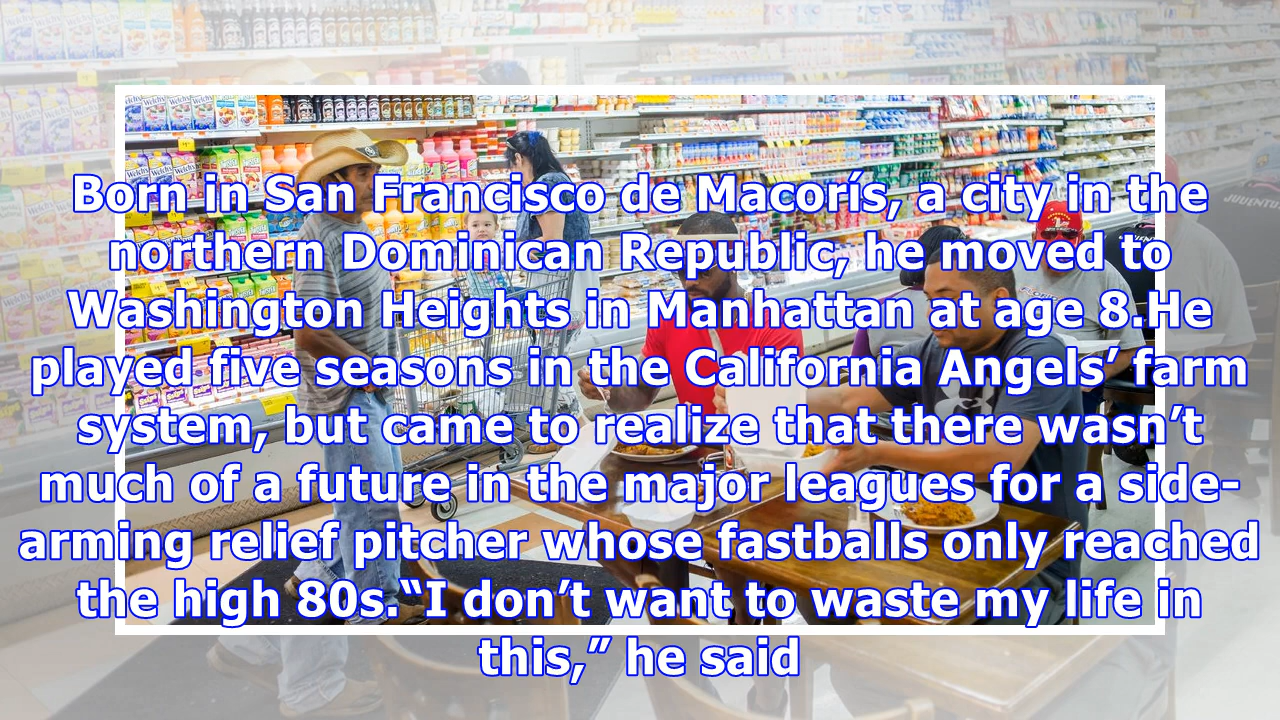 Born in San Francisco de Macorís, a city in the
northern Dominican Republic, he moved to
Washington Heights in Manhattan at age 8.He
played five seasons in the California Angels’ farm
system, but came to realize that there wasn’t
much of a future in the major leagues for a side-
arming relief pitcher whose fastballs only reached
the high 80s.“I don’t want to waste my life in
this,” he said
Welch's
JUVENTUS